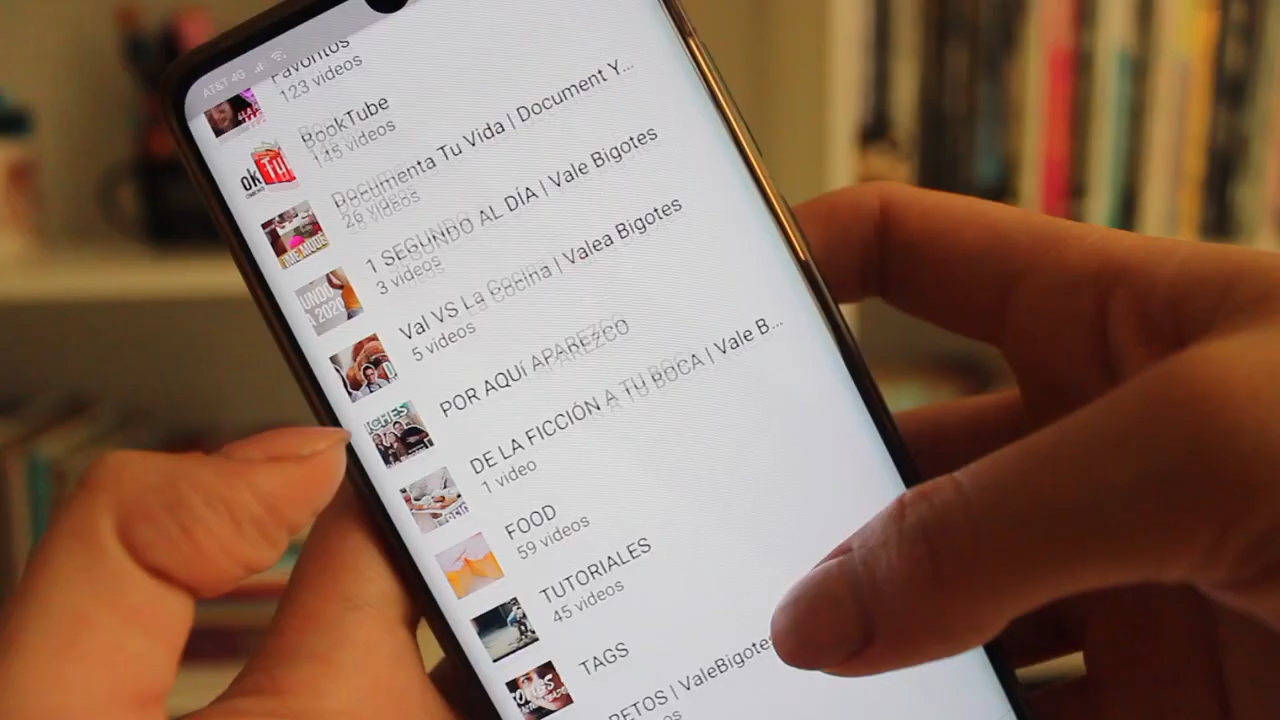 AT&T 4G
Favoritos
123 videos
BookTube
145 videos
Documenta Tu Vida | Document Y...
26 videos
1 SEGUNDO AL DÍA | Vale Bigotes
3 videos
Val VS La Cocina | Valea Bigotes
5 videos
POR AQUí APAREZCO
DE LA FICCIÓN A TU BOCA | Vale B...
1 video
FOOD
59 videos
TUTORIALES
45 videos
TAGS
RETOS | ValeBigotes